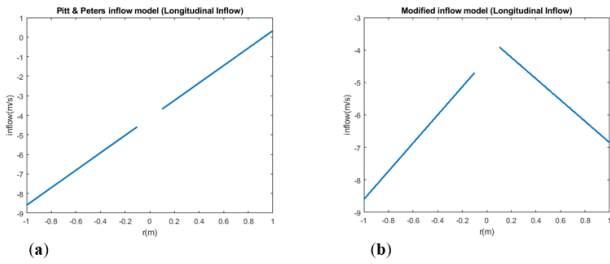 Pitt & Peters inflow model (Longitudinal Inflow)
inflow(m/s)
1
0
-1
-2
-3
-4
-5
-6
-7
-8
-9
-1 -0.8 -0.6 -0.4 -0.2 0 0.2 0.4 0.6 0.8 1
r(m)
(a)
Modified inflow model (Longitudinal Inflow)
inflow(m/s)
-3
-4
-5
-6
-7
-8
-9
-1 -0.8 -0.6 -0.4 -0.2 0 0.2 0.4 0.6 0.8 1
r(m)
(b)